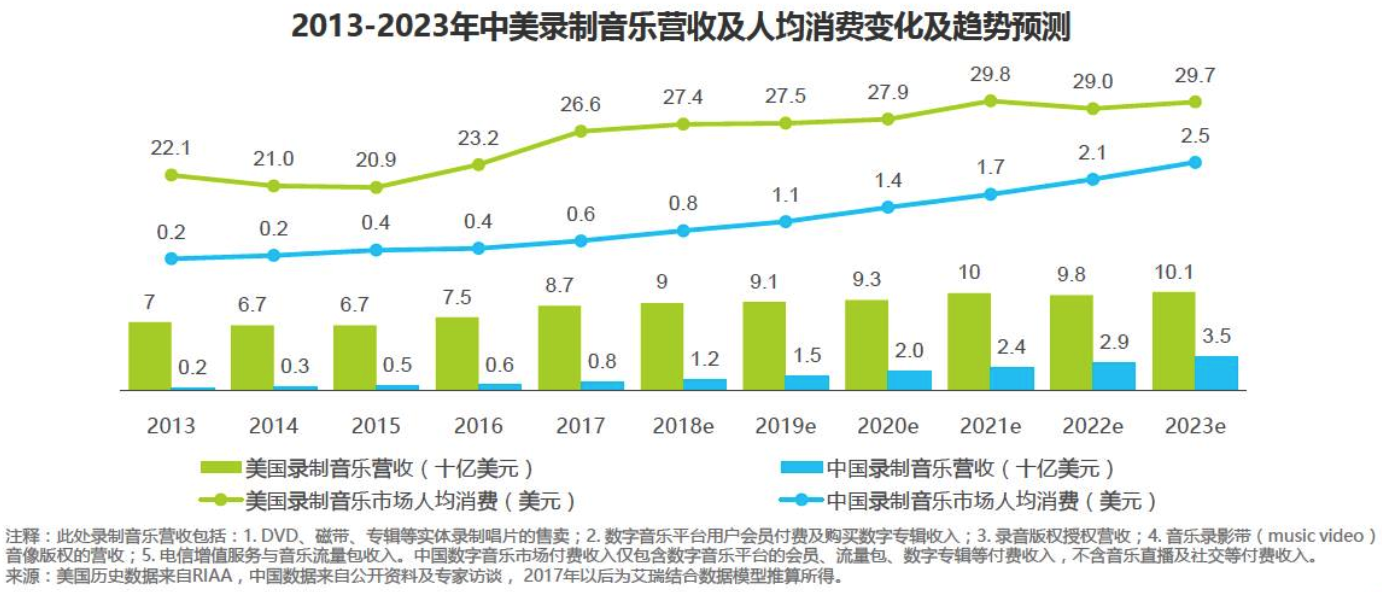 2013-2023年中美录制音乐营收及人均消费变化及趋势预测
22.1 21.0 20.9 23.2 26.6 27.4 27.5 27.9 29.8 29.0 29.7
0.2 0.2 0.4 0.4 0.6 0.8 1.1 1.4 1.7 2.1 2.5
7 6.7 6.7 7.5 8.7 9 9.1 9.3 10 9.8 10.1
0.2 0.3 0.5 0.6 0.8 1.2 1.5 2.0 2.4 2.9 3.5
2013 2014 2015 2016 2017 2018e 2019e 2020e 2021e 2022e 2023e
美国录制音乐营收（十亿美元） 中国录制音乐营收（十亿美元）
美国录制音乐市场人均消费（美元） 中国录制音乐市场人均消费（美元）
注释：此处录制音乐营收包括：1. DVD、磁带、专辑等实体录制唱片的售卖；2. 数字音乐平台用户会员付费及购买数字专辑收入；3. 录音版权授权营收；4. 音乐录影带（music video）
音像版权的营收；5. 电信增值服务与音乐流量包收入。中国数字音乐市场付费收入仅包含数字音乐平台的会员、流量包、数字专辑等付费收入，不含音乐直播及社交等付费收入。
来源：美国历史数据来自RIAA，中国数据来自公开资料及专家访谈， 2017年以后为艾瑞结合数据模型推算所得。